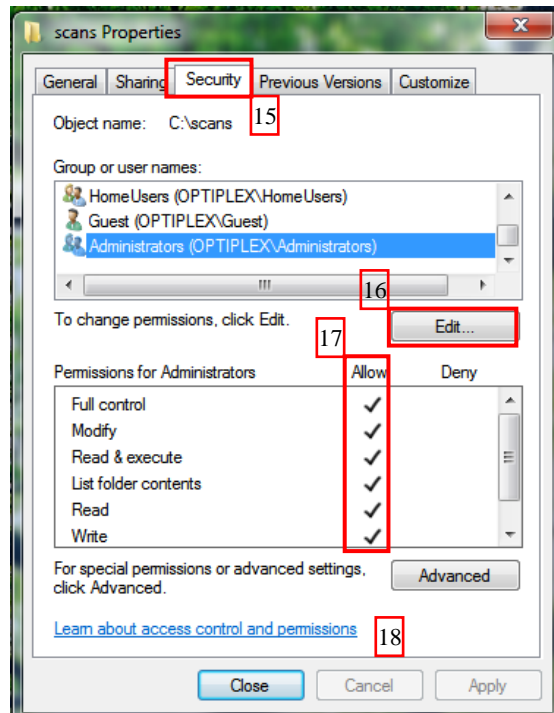 scans Properties
General Sharing Security Previous Versions Customize
15
Object name: C:\scans
Group or user names:
HomeUsers (OPTIPLEX\HomeUsers)
Guest (OPTIPLEX\Guest)
Administrators (OPTIPLEX\Administrators)
16
To change permissions, click Edit.
Edit...
17
Permissions for Administrators Allow Deny
Full control
Modify
Read & execute
List folder contents
Read
Write
For special permissions or advanced settings,
click Advanced.
Advanced
Learn about access control and permissions
18
Close Cancel Apply